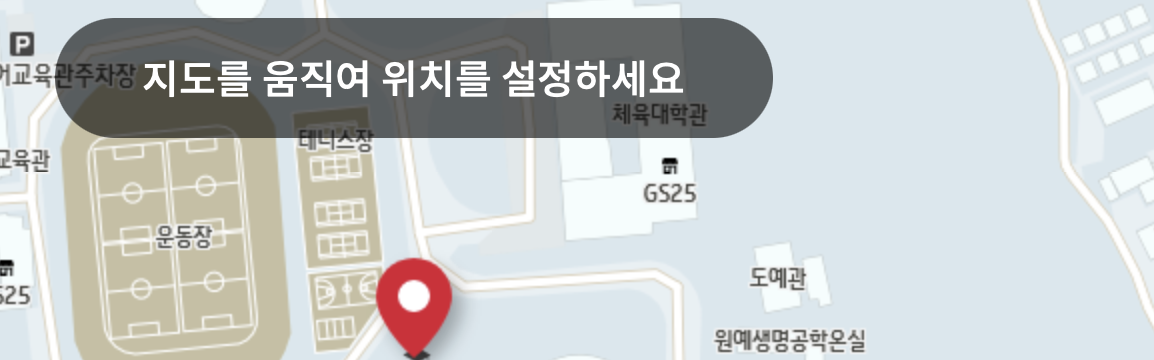 P
지도를 움직여 위치를 설정하세요
어교육관주차장
체육대학관
테니스장
교육관
GS25
운동장
S25
도예관
원예생명공학온실